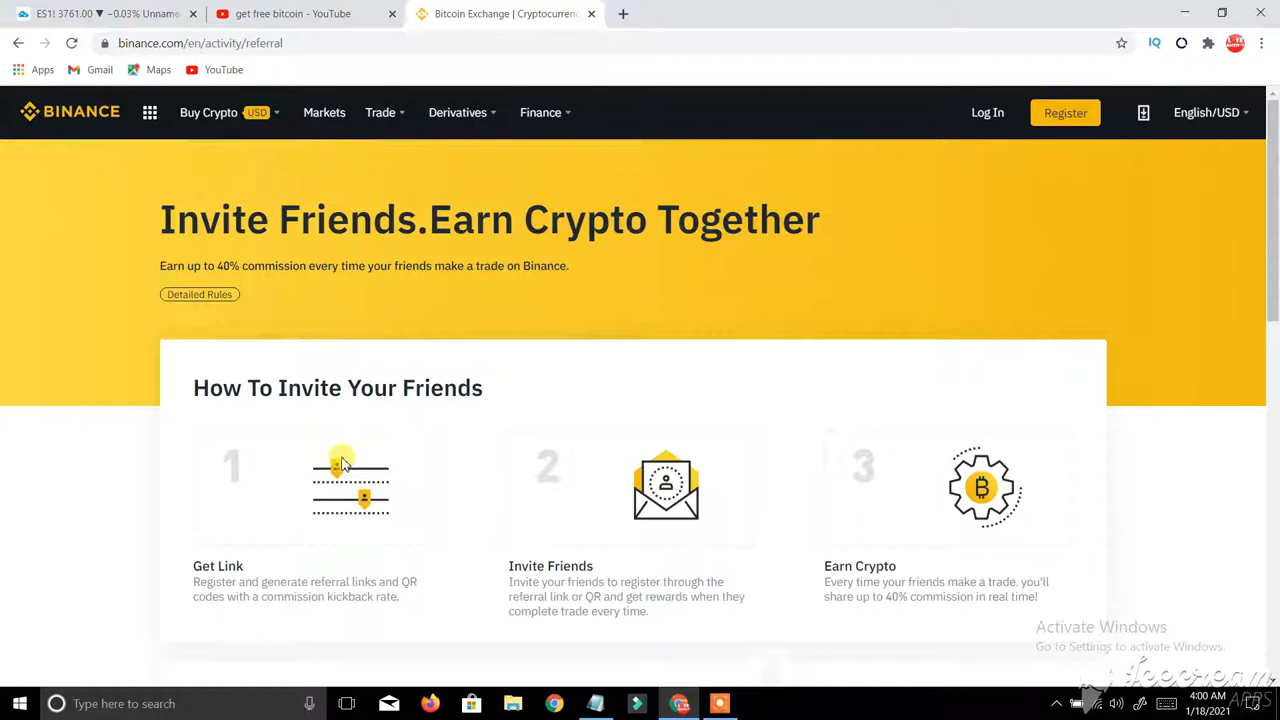 ES1! 3761.00 ▼ −0.03% Unname
get free bitcoin - YouTube
Bitcoin Exchange | Cryptocurrenc
binance.com/en/activity/referral
Apps
Gmail
Maps
YouTube
BINANCE
Buy Crypto USD
Markets
Trade
Derivatives
Finance
Log In
Register
English/USD
Invite Friends.Earn Crypto Together
Earn up to 40% commission every time your friends make a trade on Binance.
Detailed Rules
How To Invite Your Friends
1
2
3
Get Link
Register and generate referral links and QR
codes with a commission kickback rate.
Invite Friends
Invite your friends to register through the
referral link or QR and get rewards when they
complete trade every time.
Earn Crypto
Every time your friends make a trade, you'll
share up to 40% commission in real time!
Activate Windows
Go to Settings to activate Windows.
icecream
APPS
Type here to search
4:00 AM
1/18/2021